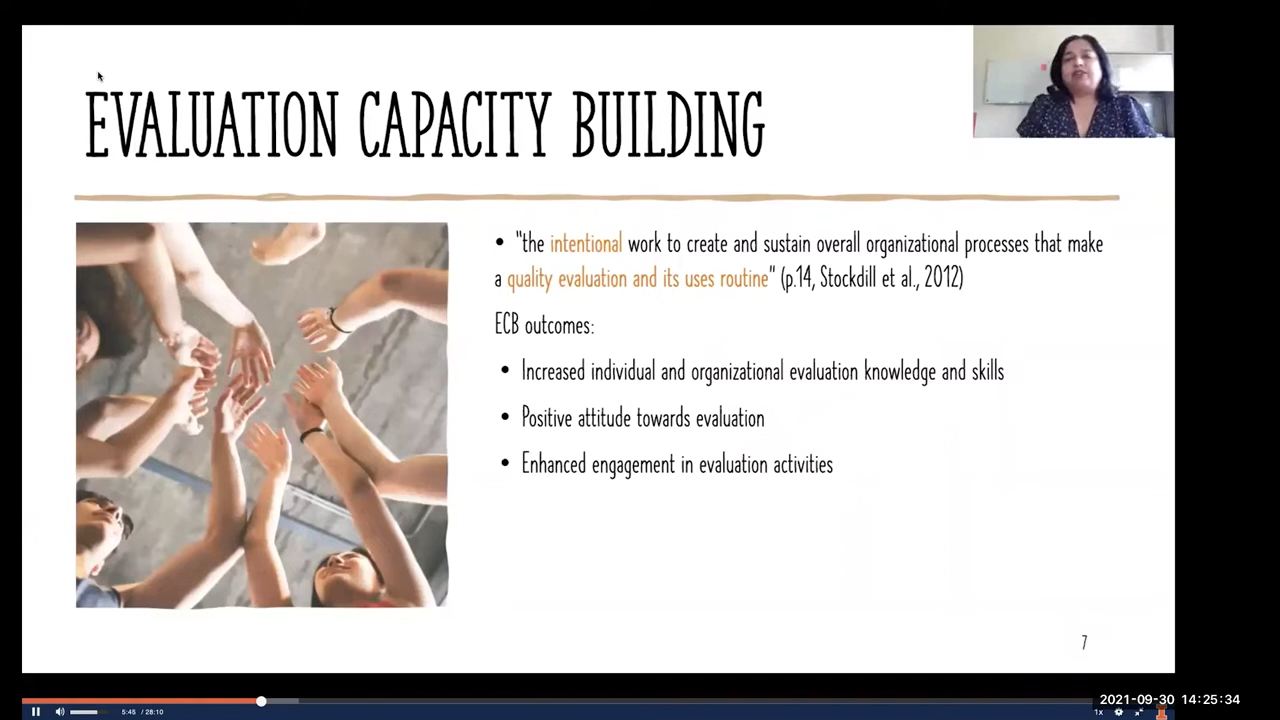 EVALUATION CAPACITY BUILDING
• "the intentional work to create and sustain overall organizational processes that make
a quality evaluation and its uses routine" (p.14, Stockdill et al., 2012)
ECB outcomes:
• Increased individual and organizational evaluation knowledge and skills
• Positive attitude towards evaluation
• Enhanced engagement in evaluation activities
7
5:46 / 28:10
1x
2021-09-30 14:25:34